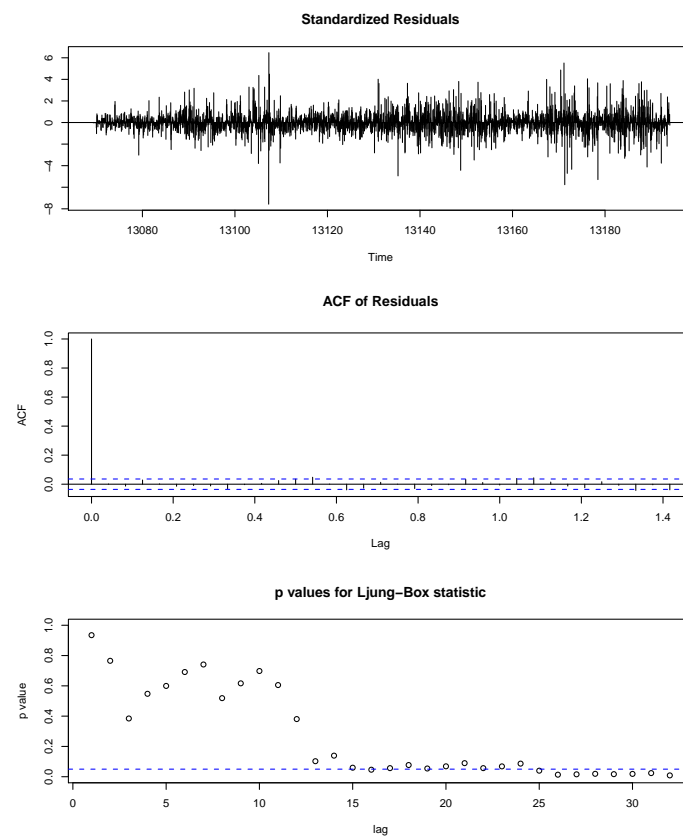 Standardized Residuals
6
4
2
0
-4
-8
13080 13100 13120 13140 13160 13180
Time
ACF of Residuals
1.0
0.8
0.6
0.4
0.2
0.0
ACF
0.0 0.2 0.4 0.6 0.8 1.0 1.2 1.4
Lag
p values for Ljung−Box statistic
1.0
0.8
0.6
0.4
0.2
0.0
p value
0 5 10 15 20 25 30
lag